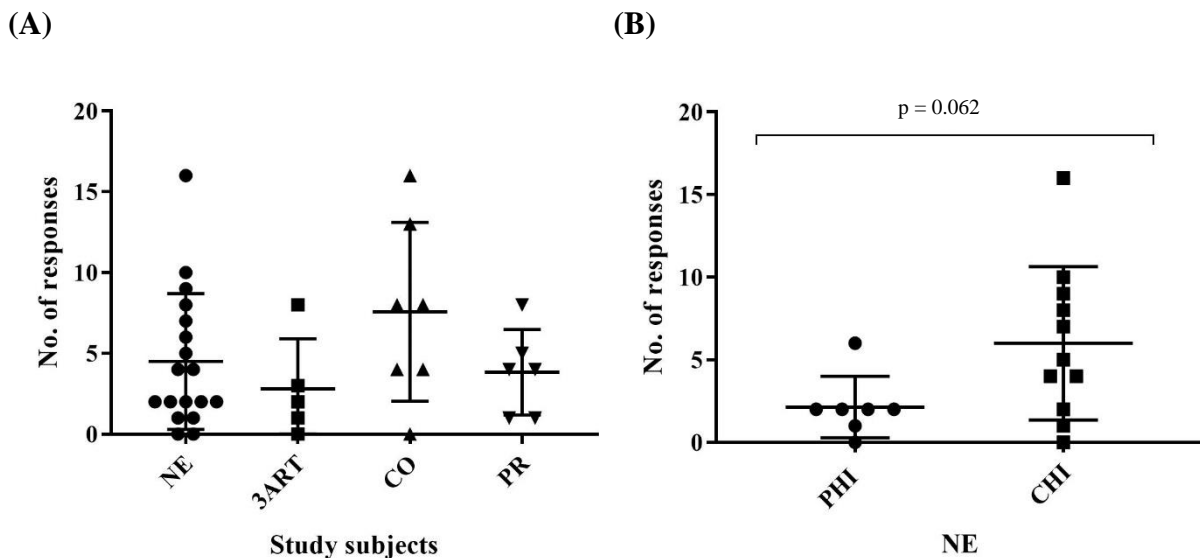 (A)
(B)
20
15
10
5
0
No. of responses
NE
3ART
CO
PR
Study subjects
p = 0.062
20
15
10
5
0
No. of responses
PHI
CHI
NE